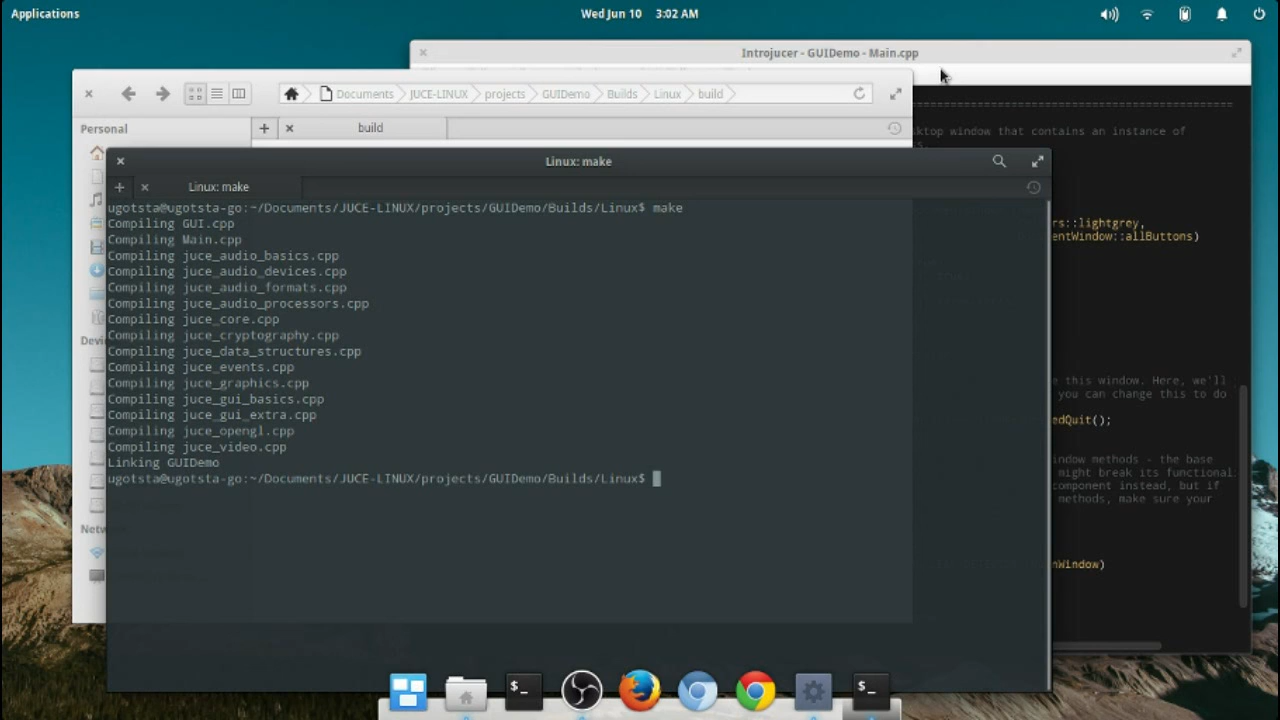 Applications
Wed Jun 10 3:02 AM
Introjucer - GUIDemo - Main.cpp
Documents JUCE-LINUX projects GUIDemo Builds Linux build
Personal
build
ktop window that contains an instance of
Linux: make
Linux: make
ugotsta@ugotsta-go:~/Documents/JUCE-LINUX/projects/GUIDemo/Builds/Linux$ make
Compiling GUI.cpp
Compiling Main.cpp
Compiling juce_audio_basics.cpp
Compiling juce_audio_devices.cpp
Compiling juce_audio_formats.cpp
Compiling juce_audio_processors.cpp
Compiling juce_core.cpp
Compiling juce_cryptography.cpp
Compiling juce_data_structures.cpp
Compiling juce_events.cpp
Compiling juce_graphics.cpp
Compiling juce_gui_basics.cpp
Compiling juce_gui_extra.cpp
Compiling juce_opengl.cpp
Compiling juce_video.cpp
Linking GUIDemo
ugotsta@ugotsta-go:~/Documents/JUCE-LINUX/projects/GUIDemo/Builds/Linux$
rs::lightgrey,
entWindow::allButtons)
Devi
e this window. Here, we'll
you can change this to do
edQuit();
indow methods - the base
might break its functional
component instead, but if
methods, make sure your
Netw
nWindow)
$_
$_